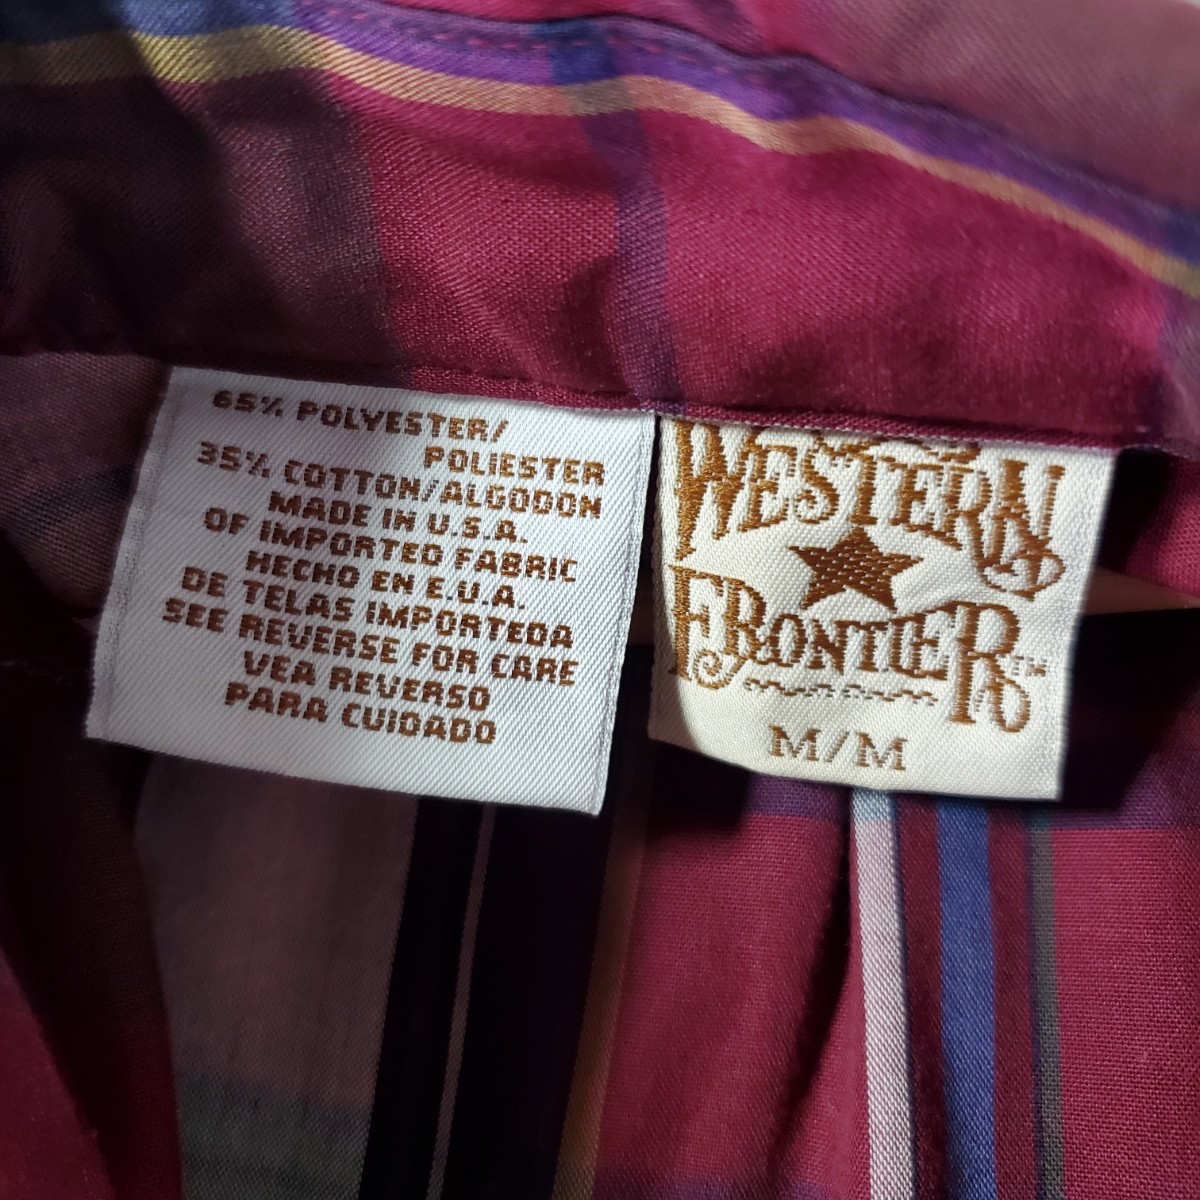 65% POLYESTER/
POLIESTER
35% COTTON/ALGODON
MADE IN U.S.A.
OF IMPORTED FABRIC
HECHO EN E.U.A.
DE TELAS IMPORTEDA
SEE REVERSE FOR CARE
VEA REVERSO
PARA CUIDADO
WESTERN
FRONTIER™
M/M